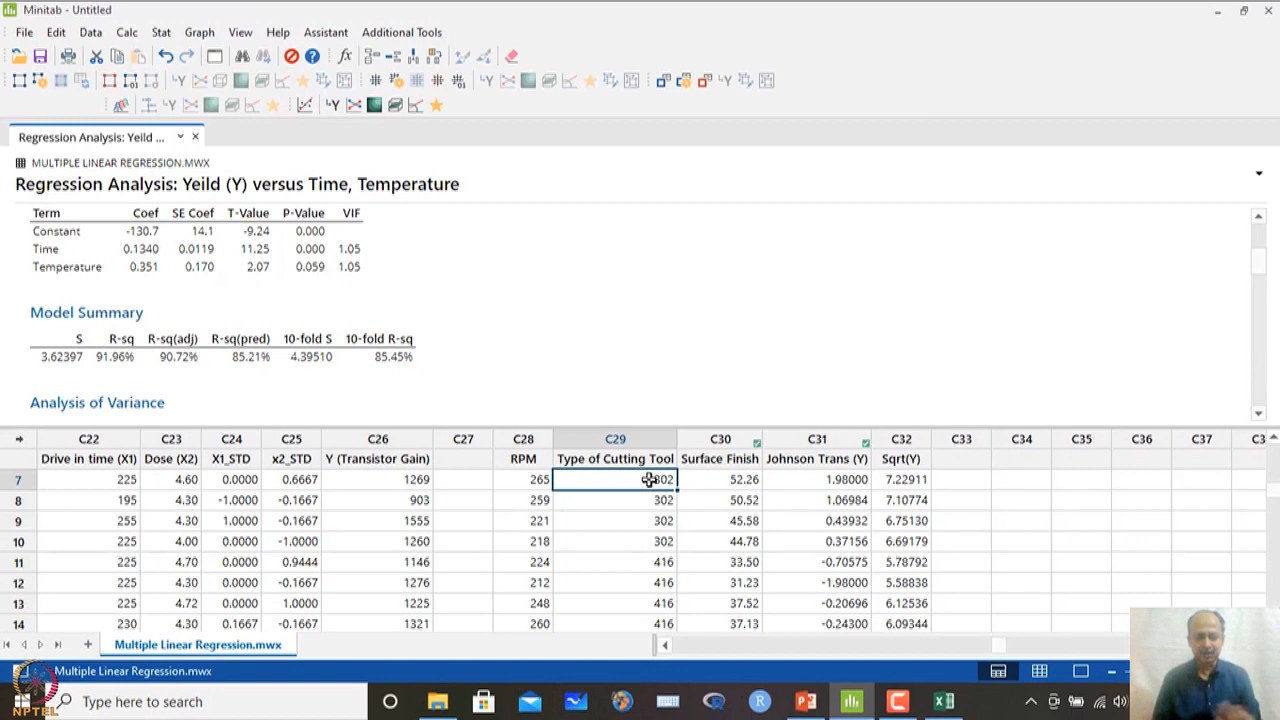 Minitab - Untitled
File Edit Data Calc Stat Graph View Help Assistant Additional Tools
Regression Analysis: Yeild ...
MULTIPLE LINEAR REGRESSION.MWX
Regression Analysis: Yeild (Y) versus Time, Temperature
Term Coef SE Coef T-Value P-Value VIF
Constant -130.7 14.1 -9.24 0.000
Time 0.1340 0.0119 11.25 0.000 1.05
Temperature 0.351 0.170 2.07 0.059 1.05
Model Summary
S R-sq R-sq(adj) R-sq(pred) 10-fold S 10-fold R-sq
3.62397 91.96% 90.72% 85.21% 4.39510 85.45%
Analysis of Variance
C22 C23 C24 C25 C26 C27 C28 C29 C30 C31 C32 C33 C34 C35 C36 C37 C3
Drive in time (X1) Dose (X2) X1_STD x2_STD Y (Transistor Gain) RPM Type of Cutting Tool Surface Finish Johnson Trans (Y) Sqrt(Y)
7 225 4.60 0.0000 0.6667 1269 265 302 52.26 1.98000 7.22911
8 195 4.30 -1.0000 -0.1667 903 259 302 50.52 1.06984 7.10774
9 255 4.30 1.0000 -0.1667 1555 221 302 45.58 0.43932 6.75130
10 225 4.00 0.0000 -1.0000 1260 218 302 44.78 0.37156 6.69179
11 225 4.70 0.0000 0.9444 1146 224 416 33.50 -0.70575 5.78792
12 225 4.30 0.0000 -0.1667 1276 212 416 31.23 -1.98000 5.58838
13 225 4.72 0.0000 1.0000 1225 248 416 37.52 -0.20696 6.12536
14 230 4.30 0.1667 -0.1667 1321 260 416 37.13 -0.24300 6.09344
Multiple Linear Regression.mwx
Multiple Linear Regression.mwx
Type here to search
NPTEL